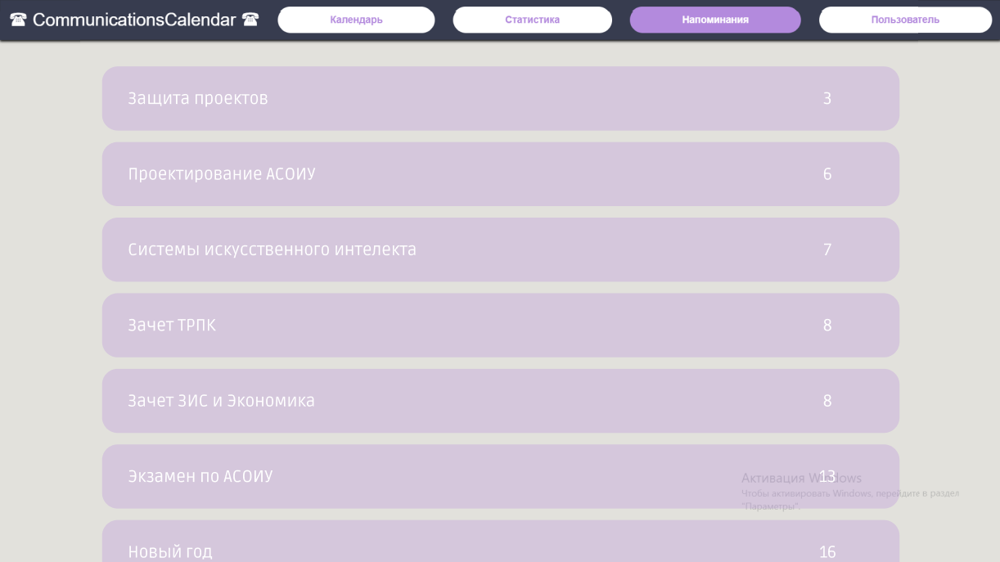 ☎ CommunicationsCalendar ☎ Календарь Статистика Напоминания Пользователь
Защита проектов 3
Проектирование АСОИУ 6
Системы искусственного интелекта 7
Зачет ТРПК 8
Зачет ЗИС и Экономика 8
Экзамен по АСОИУ 13
Активация Windows
Чтобы активировать Windows, перейдите в раздел
"Параметры".
Новый год 16